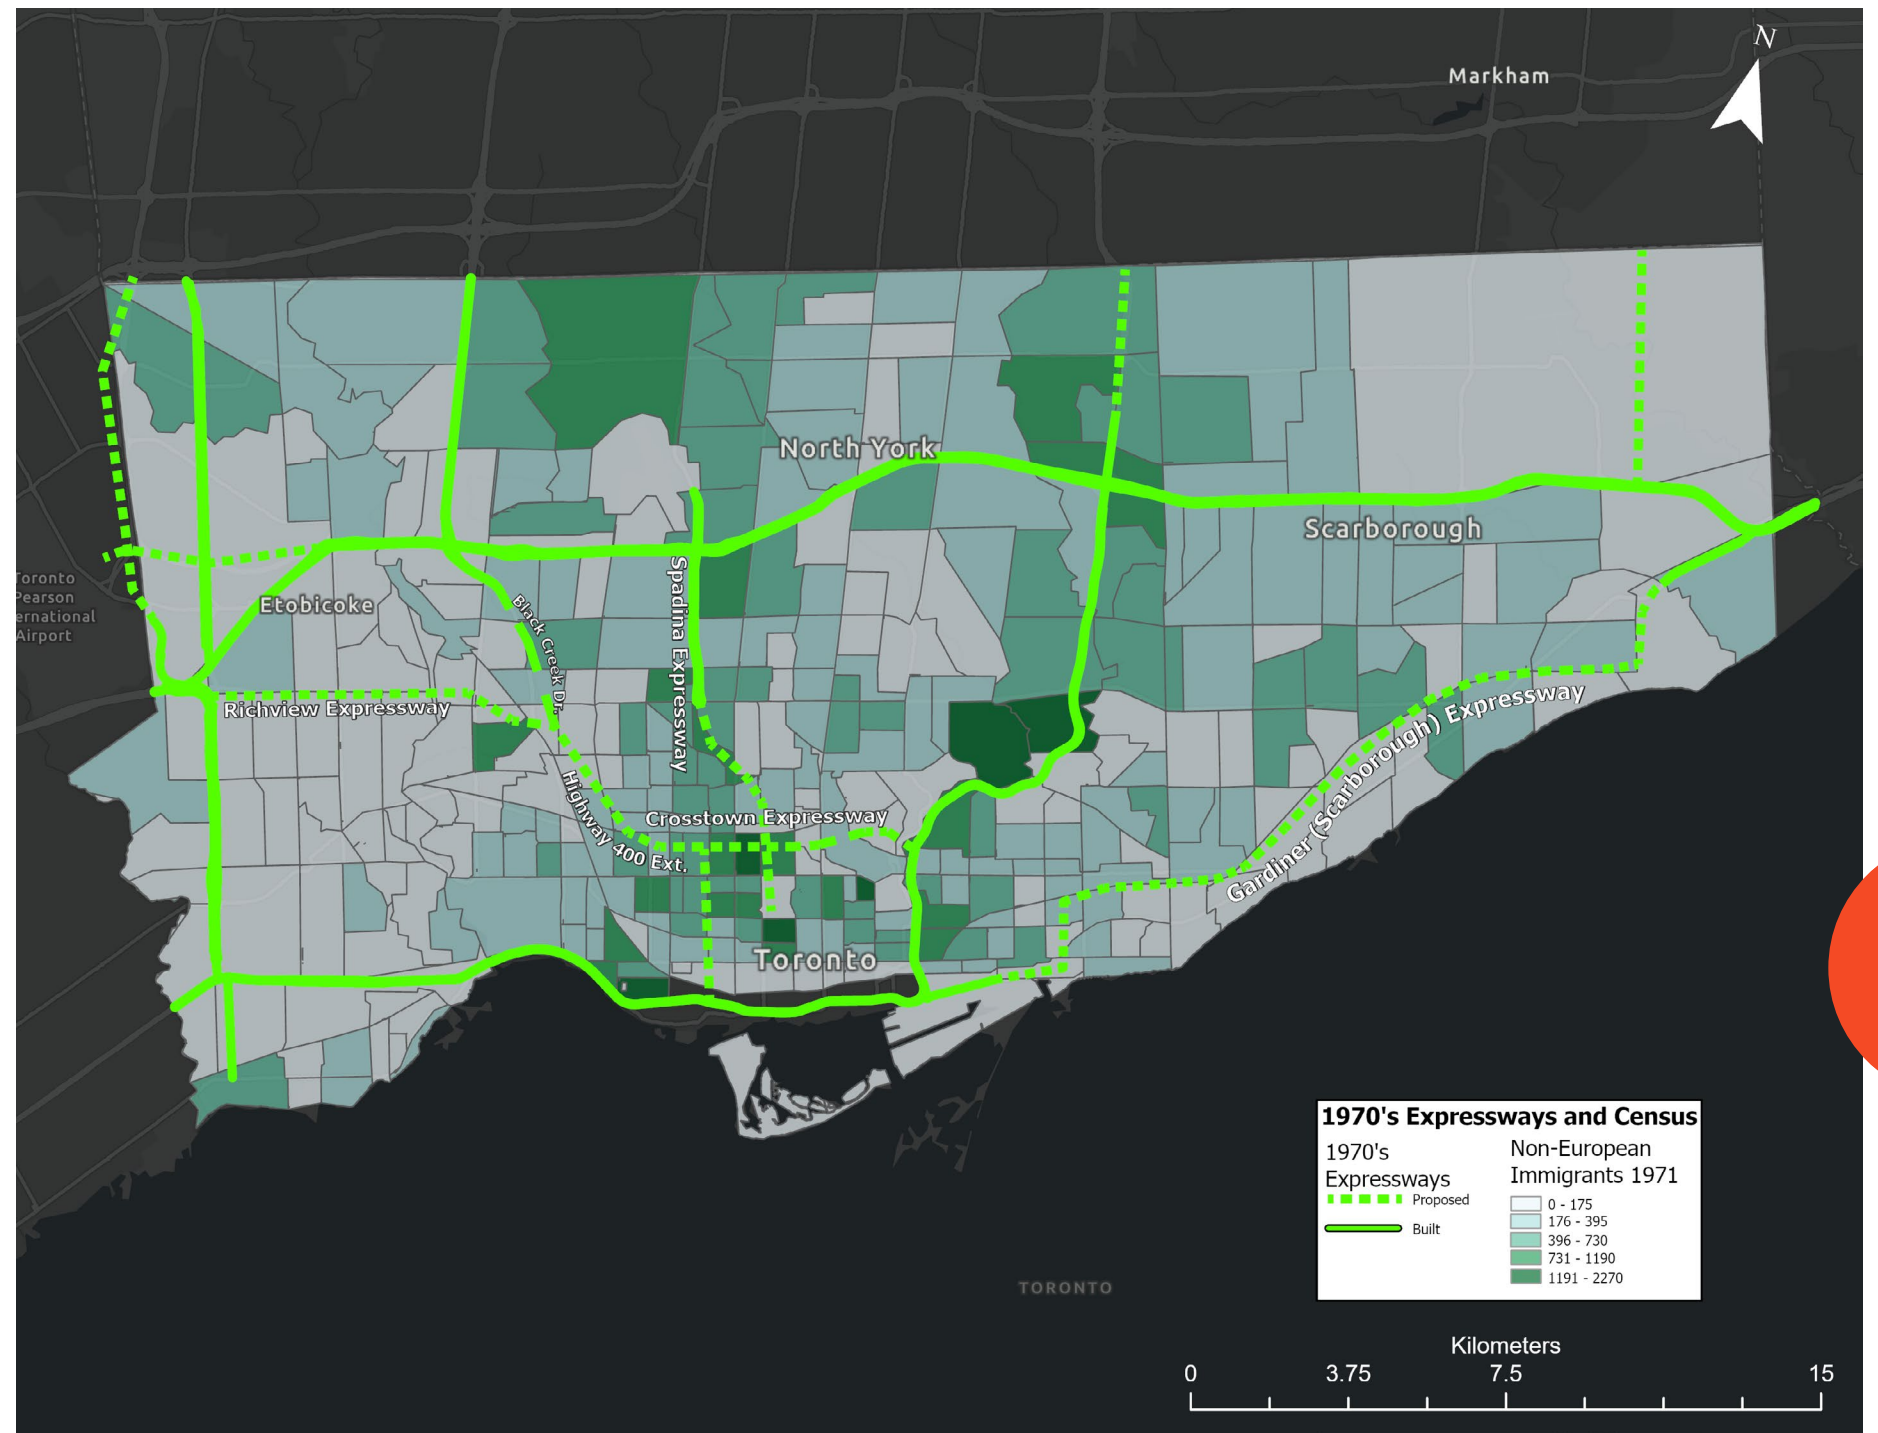 N
Markham
North York
Scarborough
Toronto
Pearson
ernational
Airport
Etobicoke
Spadina Expressway
Black Creek Dr.
Richview Expressway
Gardiner (Scarborough) Expressway
Highway 400 Ext.
Crosstown Expressway
Toronto
1970's Expressways and Census
1970's
Expressways
Proposed
Built
Non-European
Immigrants 1971
0 - 175
176 - 395
396 - 730
731 - 1190
1191 - 2270
TORONTO
Kilometers
0 3.75 7.5 15